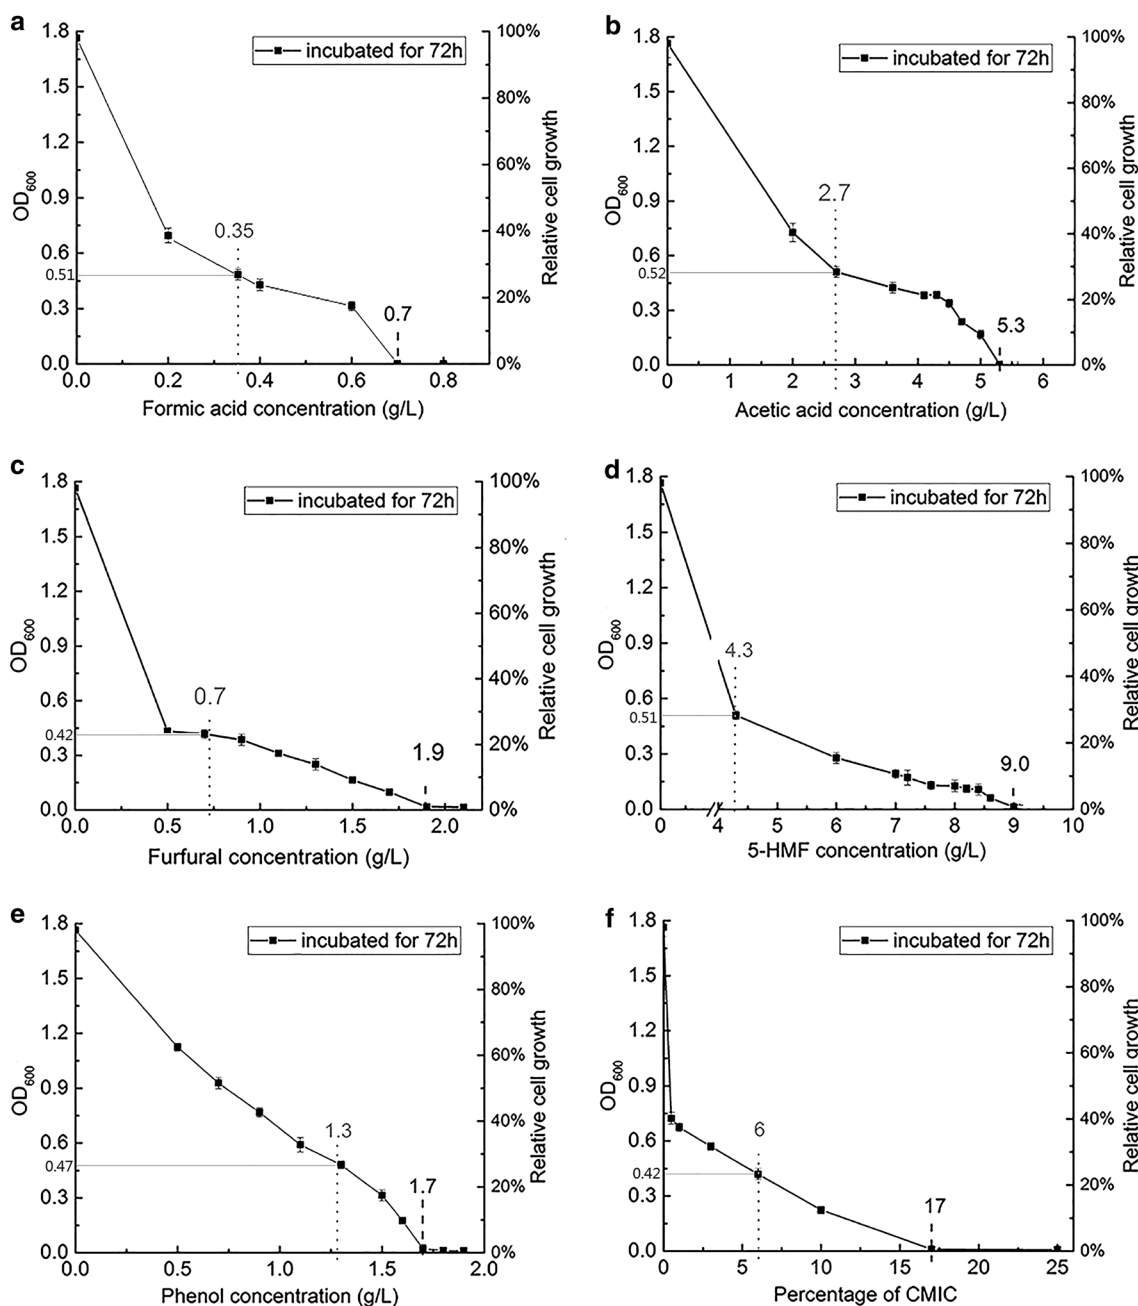 a
incubated for 72h
OD600
1.8
1.5
1.2
0.9
0.6
0.51
0.3
0.0
0.35
0.7
100%
80%
60%
40%
20%
0%
Relative cell growth
0.0 0.2 0.4 0.6 0.8
Formic acid concentration (g/L)
b
incubated for 72h
OD600
1.8
1.5
1.2
0.9
0.6
0.52
0.3
0.0
2.7
5.3
100%
80%
60%
40%
20%
0%
Relative cell growth
0 1 2 3 4 5 6
Acetic acid concentration (g/L)
c
incubated for 72h
OD600
1.8
1.5
1.2
0.9
0.6
0.42
0.3
0.0
0.7
1.9
100%
80%
60%
40%
20%
0%
Relative cell growth
0.0 0.5 1.0 1.5 2.0
Furfural concentration (g/L)
d
incubated for 72h
OD600
1.8
1.5
1.2
0.9
0.6
0.51
0.3
0.0
4.3
9.0
100%
80%
60%
40%
20%
0%
Relative cell growth
0 4 5 6 7 8 9 10
5-HMF concentration (g/L)
e
incubated for 72h
OD600
1.8
1.5
1.2
0.9
0.6
0.47
0.3
0.0
1.3
1.7
100%
80%
60%
40%
20%
0%
Relative cell growth
0.0 0.5 1.0 1.5 2.0
Phenol concentration (g/L)
f
incubated for 72h
OD600
1.8
1.5
1.2
0.9
0.6
0.42
0.3
0.0
6
17
100%
80%
60%
40%
20%
0%
Relative cell growth
0 5 10 15 20 25
Percentage of CMIC